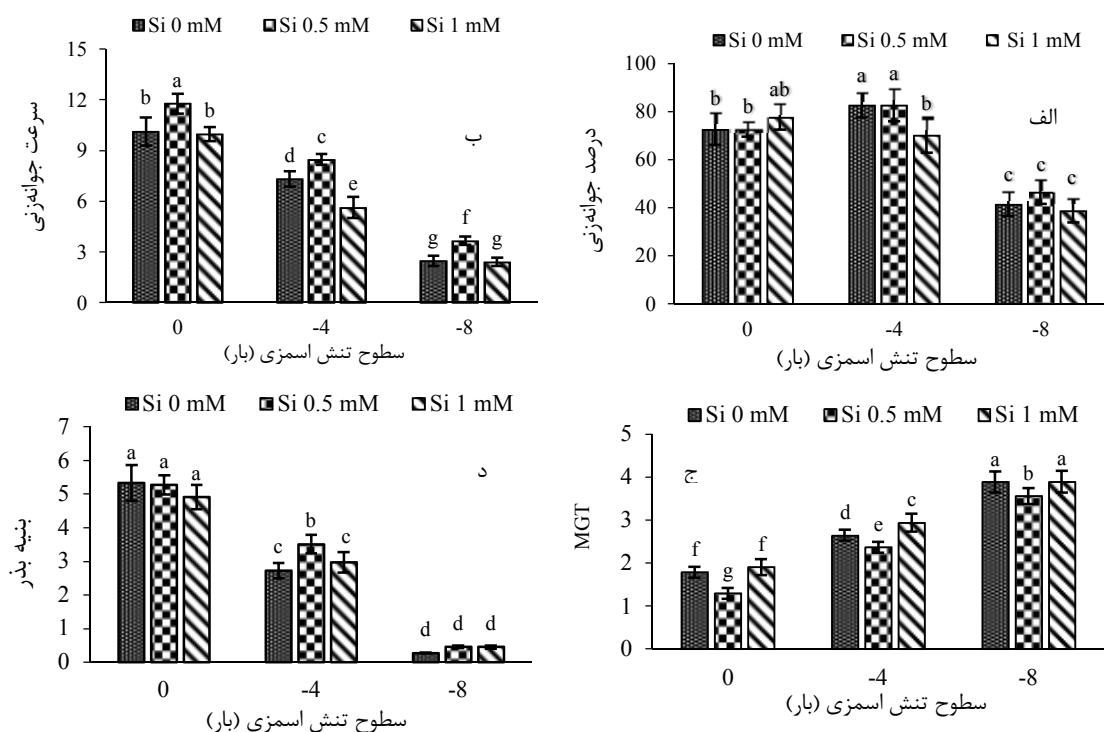 Si 0 mM Si 0.5 mM Si 1 mM
درصد جوانه‌زنی
100
80
60
40
20
0
b b ab a a b c c c
الف
0 -4 -8
سطوح تنش اسمزی (بار)
Si 0 mM Si 0.5 mM Si 1 mM
سرعت جوانه‌زنی
15
12
9
6
3
0
b a b d c e g f g
ب
0 -4 -8
سطوح تنش اسمزی (بار)
Si 0 mM Si 0.5 mM Si 1 mM
MGT
5
4
3
2
1
0
f g f d e c a b a
ج
0 -4 -8
سطوح تنش اسمزی (بار)
Si 0 mM Si 0.5 mM Si 1 mM
بنیه بذر
7
6
5
4
3
2
1
0
a a a c b c d d d
د
0 -4 -8
سطوح تنش اسمزی (بار)